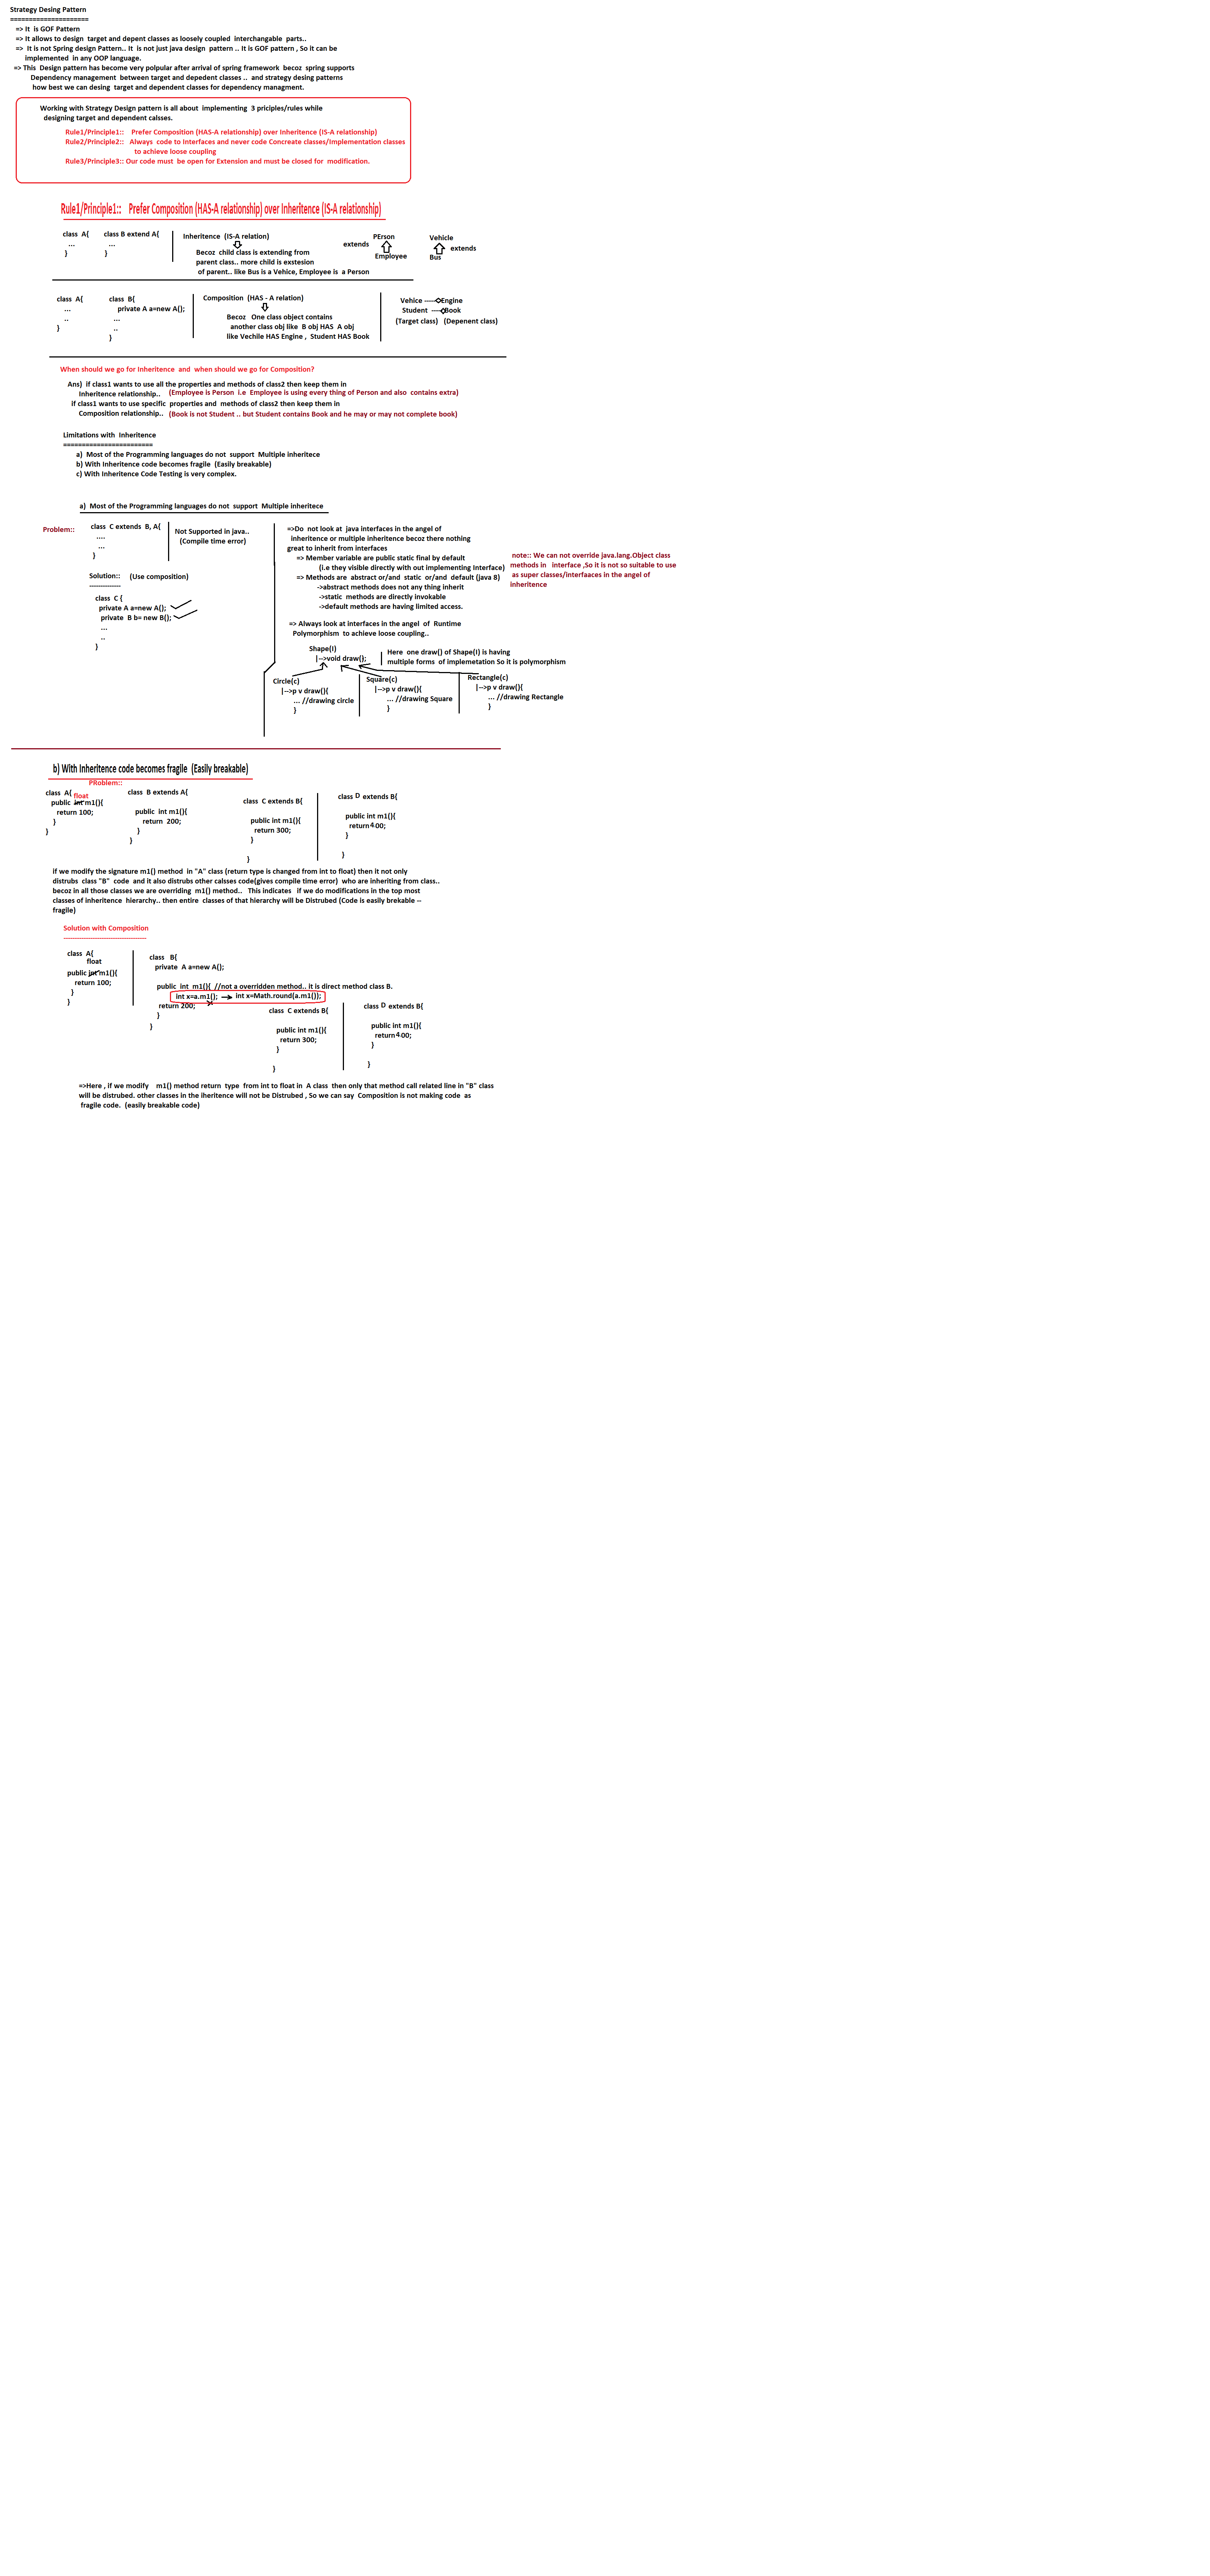 Strategy Desing Pattern
=====================
=> It  is GOF Pattern
=> It allows to design  target and depent classes as loosely coupled  interchangable  parts..
=>  It is not Spring design Pattern.. It  is not just java design  pattern .. It is GOF pattern , So it can be
implemented  in any OOP language.
=> This  Design pattern has become very polpular after arrival of spring framework  becoz  spring supports
Dependency management  between target and depedent classes ..  and strategy desing patterns
how best we can desing  target and dependent classes for dependency managment.
Working with Strategy Design pattern is all about  implementing  3 priciples/rules while
designing target and dependent calsses.
Rule1/Principle1::    Prefer Composition (HAS-A relationship) over Inheritence (IS-A relationship)
Rule2/Principle2::   Always  code to Interfaces and never code Concreate classes/Implementation classes
to achieve loose coupling
Rule3/Principle3:: Our code must  be open for Extension and must be closed for  modification.
Rule1/Principle1::    Prefer Composition (HAS-A relationship) over Inheritence (IS-A relationship)
class  A{
...
}
class B extend A{
...
}
Inheritence  (IS-A relation)
Becoz  child class is extending from
parent class.. more child is exstesion
of parent.. like Bus is a Vehice, Employee is  a Person
extends
PErson
Employee
Vehicle
extends
Bus
class  A{
...
..
}
class  B{
private A a=new A();
...
..
}
Composition  (HAS - A relation)
Becoz   One class object contains
another class obj like  B obj HAS  A obj
like Vechile HAS Engine ,  Student HAS Book
Vehice -----Engine
Student  ----Book
(Target class)   (Depenent class)
When should we go for Inheritence  and  when should we go for Composition?
Ans)  if class1 wants to use all the properties and methods of class2 then keep them in
Inheritence relationship..    (Employee is Person  i.e  Employee is using every thing of Person and also  contains extra)
if class1 wants to use specific  properties and  methods of class2 then keep them in
Composition relationship..   (Book is not Student .. but Student contains Book and he may or may not complete book)
Limitations with  Inheritence
========================
a)  Most of the Programming languages do not  support  Multiple inheritece
b) With Inheritence code becomes fragile  (Easily breakable)
c) With Inheritence Code Testing is very complex.
a)  Most of the Programming languages do not  support  Multiple inheritece
Problem::
class  C extends  B, A{
....
...
}
Not Supported in java..
(Compile time error)
Solution::    (Use composition)
--------------
class  C {
private A a=new A();
private  B b= new B();
...
..
}
=>Do  not look at  java interfaces in the angel of
inheritence or multiple inheritence becoz there nothing
great to inherit from interfaces
=> Member variable are public static final by default
(i.e they visible directly with out implementing Interface)
=> Methods are  abstract or/and  static  or/and  default (java 8)
->abstract methods does not any thing inherit
->static  methods are directly invokable
->default methods are having limited access.
note:: We can not override java.lang.Object class
methods in   interface ,So it is not so suitable to use
as super classes/interfaaces in the angel of
inheritence
=> Always look at interfaces in the angel  of  Runtime
Polymorphism  to achieve loose coupling..
Shape(I)
|-->void draw();
Here  one draw() of Shape(I) is having
multiple forms  of implemetation So it is polymorphism
Circle(c)
|-->p v draw(){
... //drawing circle
}
Square(c)
|-->p v draw(){
... //drawing Square
}
Rectangle(c)
|-->p v draw(){
... //drawing Rectangle
}
b) With Inheritence code becomes fragile  (Easily breakable)
PRoblem::
class  A{
float
public  int m1(){
return 100;
}
}
class  B extends A{
public  int m1(){
return  200;
}
}
class  C extends B{
public int m1(){
return 300;
}
}
class D extends B{
public int m1(){
return 400;
}
}
if we modify the signature m1() method  in "A" class (return type is changed from int to float) then it not only
distrubs  class "B"  code  and it also distrubs other calsses code(gives compile time error)  who are inheriting from class..
becoz in all those classes we are overriding  m1() method..   This indicates   if we do modifications in the top most
classes of inheritence  hierarchy.. then entire  classes of that hierarchy will be Distrubed (Code is easily brekable --
fragile)
Solution with Composition
-------------------------------------
class  A{
float
public int m1(){
return 100;
}
}
class   B{
private  A a=new A();
public  int  m1(){  //not a overridden method.. it is direct method class B.
int x=a.m1();     int x=Math.round(a.m1());
return 200;
}
}
class  C extends B{
public int m1(){
return 300;
}
}
class D extends B{
public int m1(){
return 400;
}
}
=>Here , if we modify    m1() method return  type  from int to float in  A class  then only that method call related line in "B" class
will be distrubed. other classes in the iheritence will not be Distrubed , So we can say  Composition is not making code  as
fragile code.  (easily breakable code)